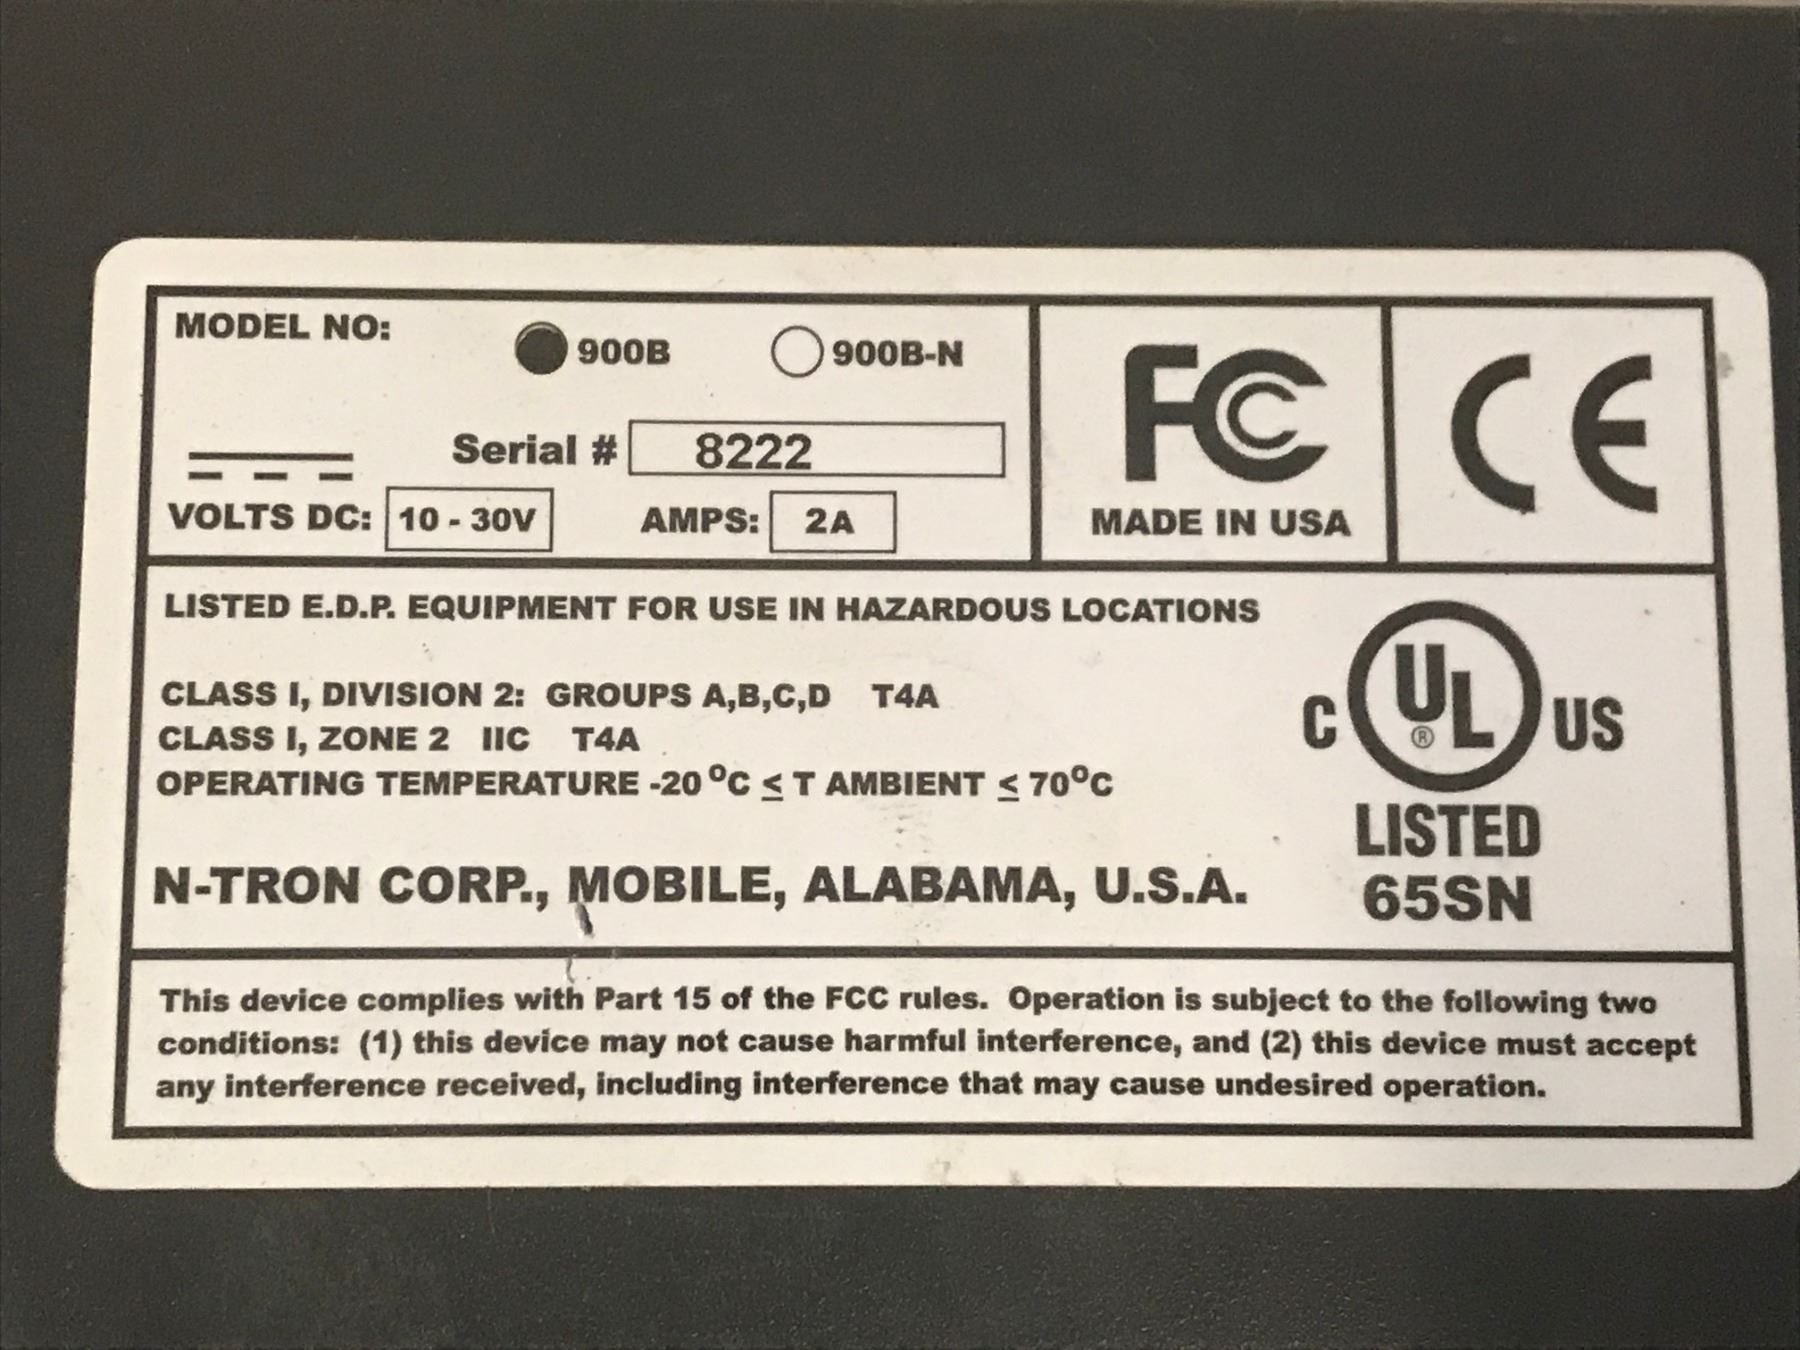 MODEL NO:
900B 900B-N
Serial # 8222
VOLTS DC: 10 - 30V AMPS: 2A
FC
MADE IN USA
CE
LISTED E.D.P. EQUIPMENT FOR USE IN HAZARDOUS LOCATIONS
CLASS I, DIVISION 2: GROUPS A,B,C,D T4A
CLASS I, ZONE 2 IIC T4A
OPERATING TEMPERATURE -20 °C ≤ T AMBIENT ≤ 70°C
N-TRON CORP., MOBILE, ALABAMA, U.S.A.
C UL ® US
LISTED
65SN
This device complies with Part 15 of the FCC rules. Operation is subject to the following two
conditions: (1) this device may not cause harmful interference, and (2) this device must accept
any interference received, including interference that may cause undesired operation.